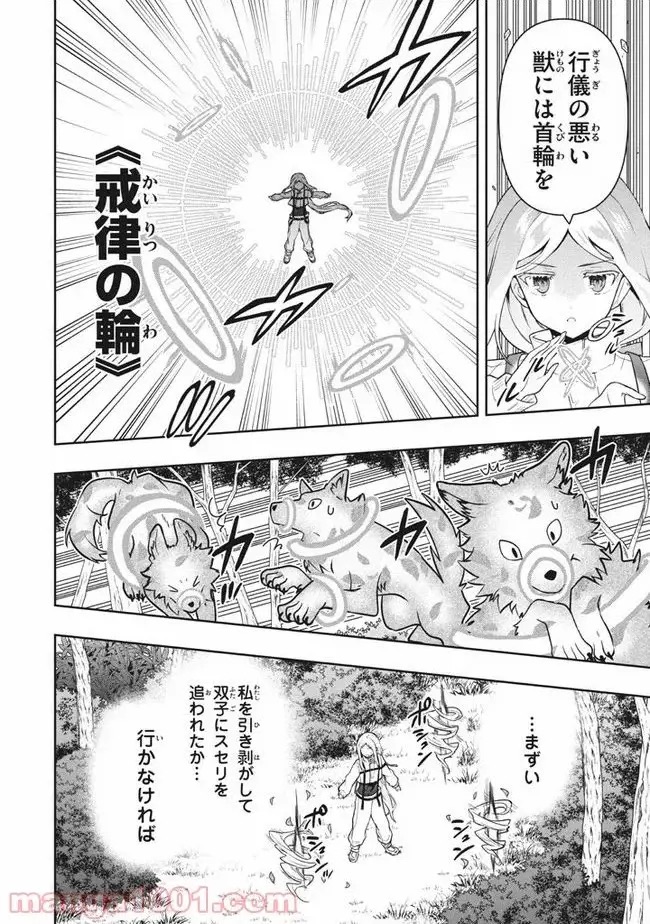 行儀の悪い
獣には首輪を
《戒律の輪》
…まずい
私を引き剥がして
双子にスセリを
追われたか…
行かなければ
manga1001.com